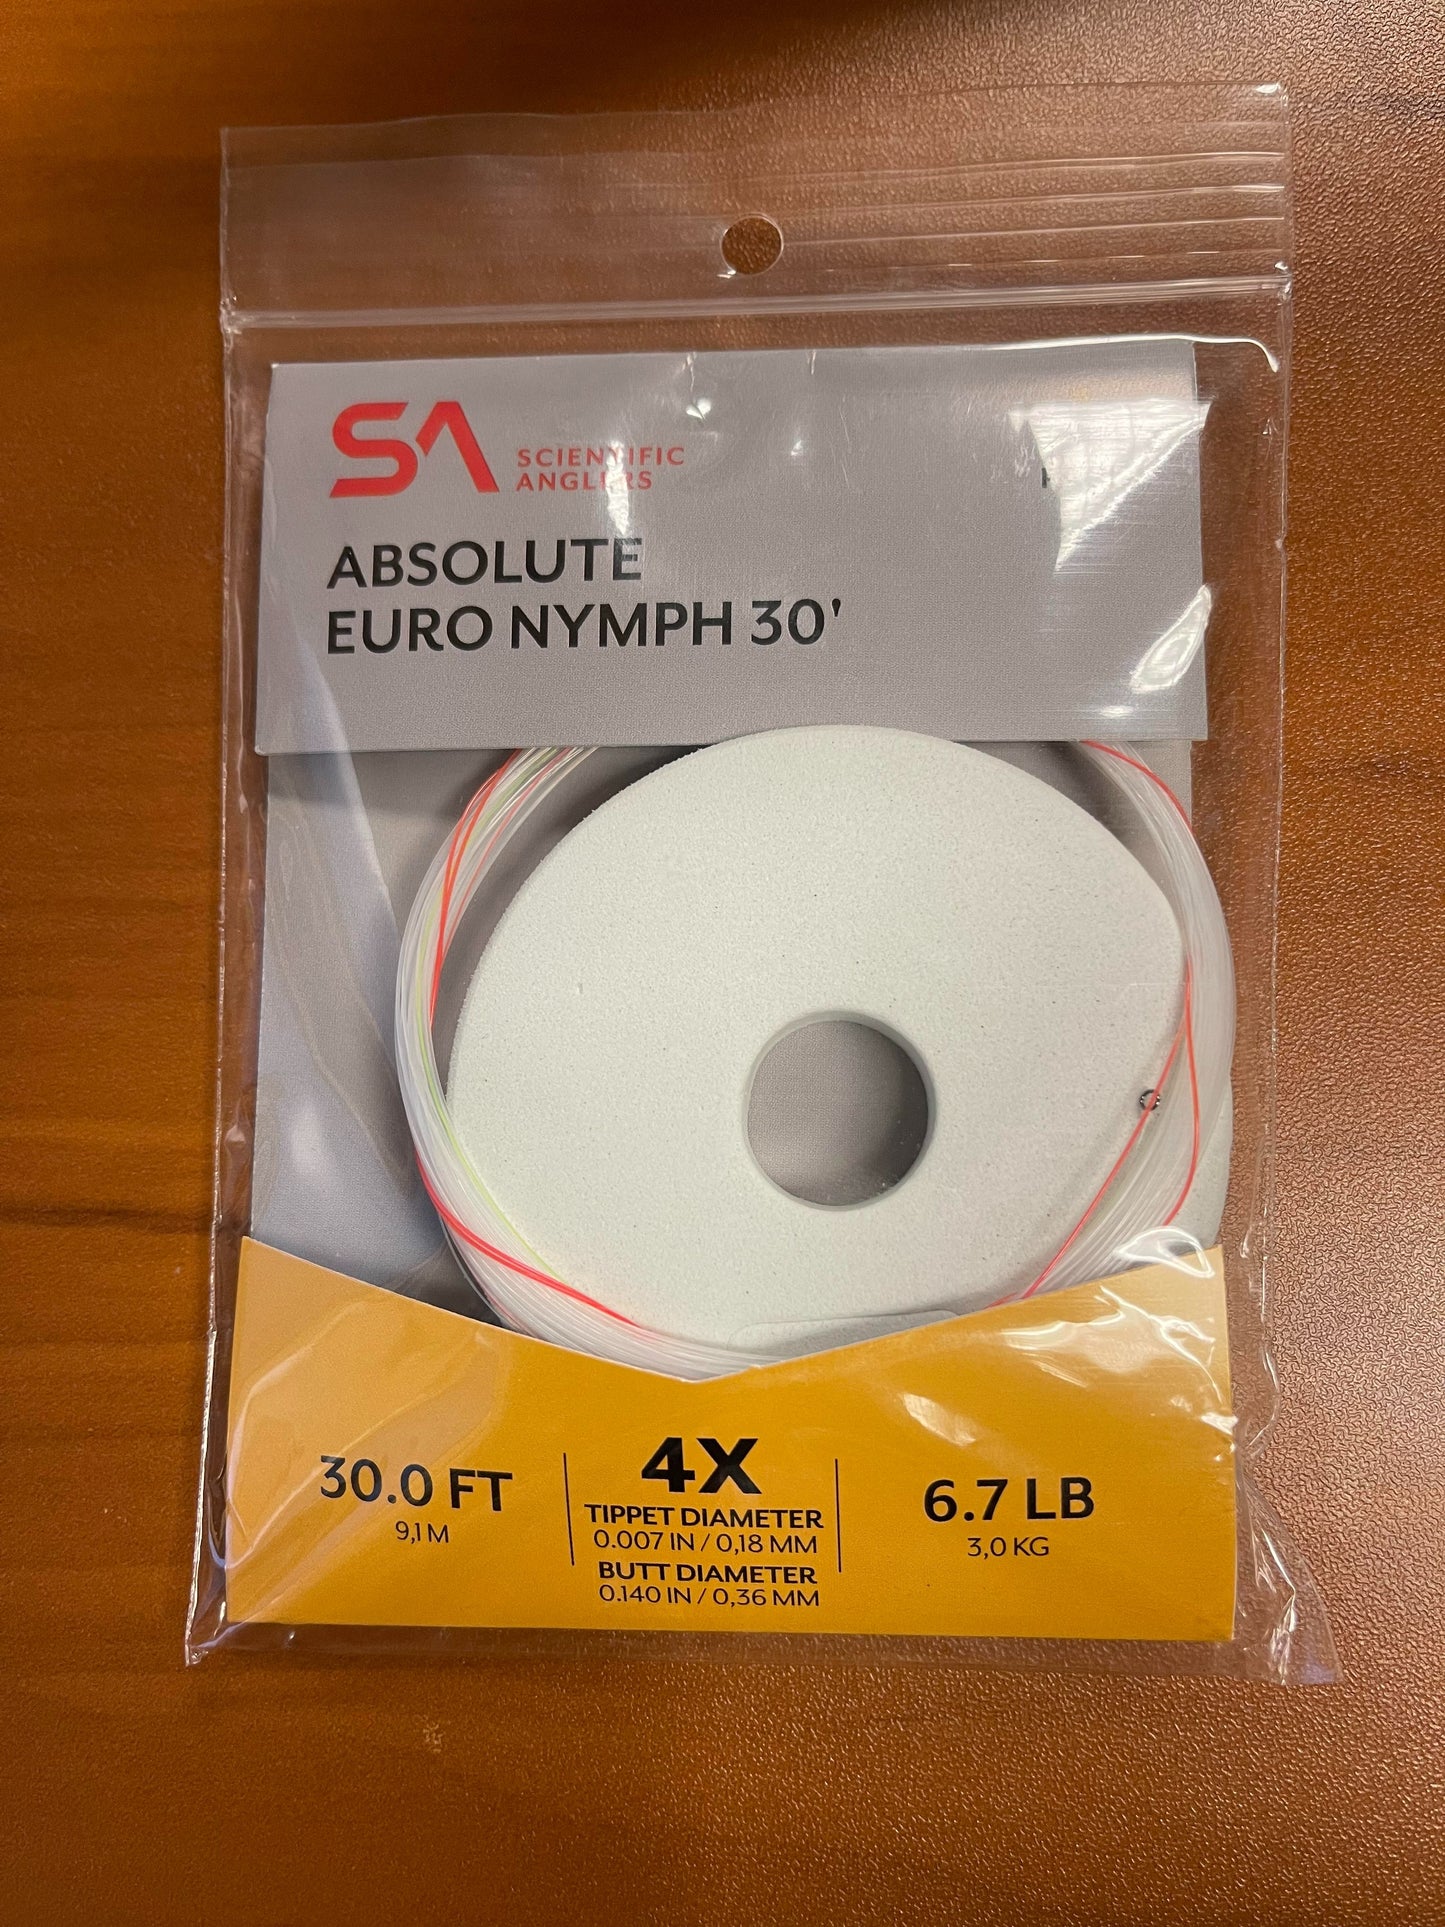 SA
SCIENTIFIC
ANGLERS
ABSOLUTE
EURO NYMPH 30'
30.0 FT
9,1 M
4X
TIPPET DIAMETER
0.007 IN / 0,18 MM
BUTT DIAMETER
0.140 IN / 0,36 MM
6.7 LB
3,0 KG